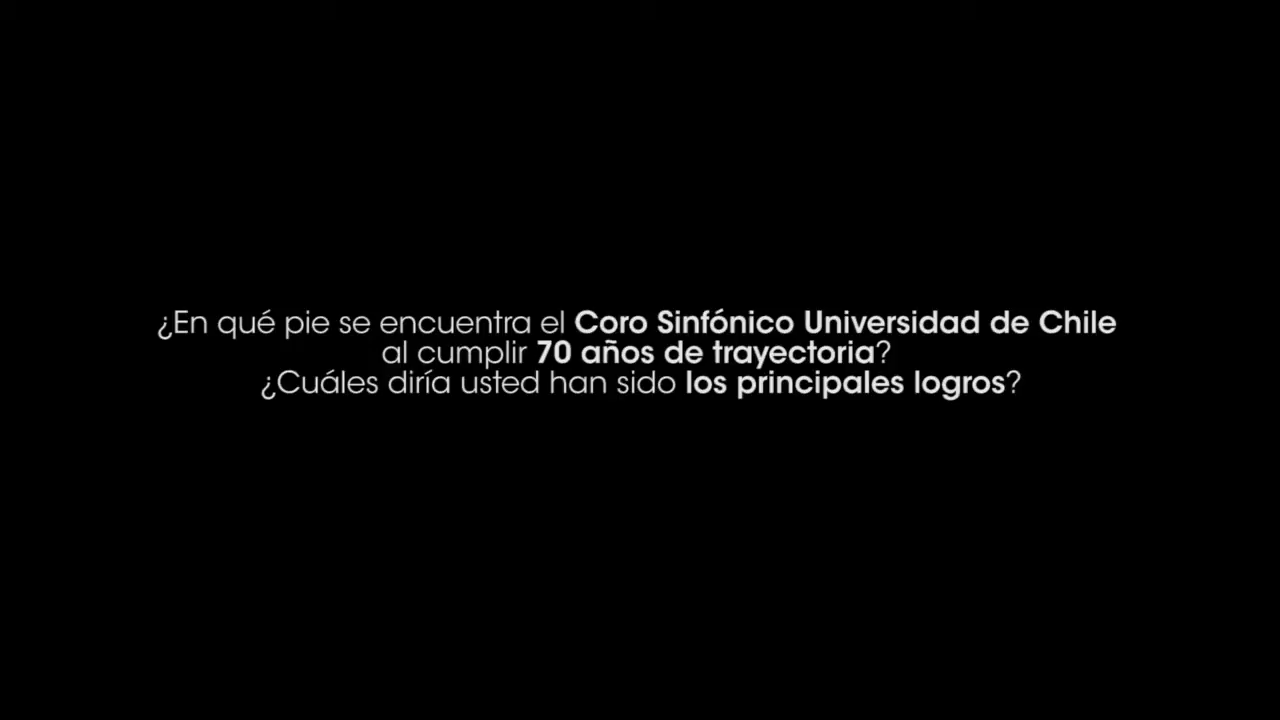 ¿En qué pie se encuentra el Coro Sinfónico Universidad de Chile
al cumplir 70 años de trayectoria?
¿Cuáles diría usted han sido los principales logros?